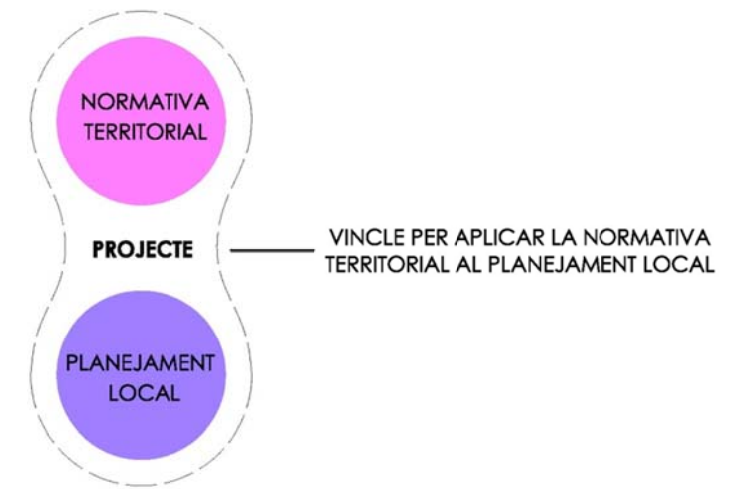 NORMATIVA
TERRITORIAL
PROJECTE
VINCLE PER APLICAR LA NORMATIVA
TERRITORIAL AL PLANEJAMENT LOCAL
PLANEJAMENT
LOCAL